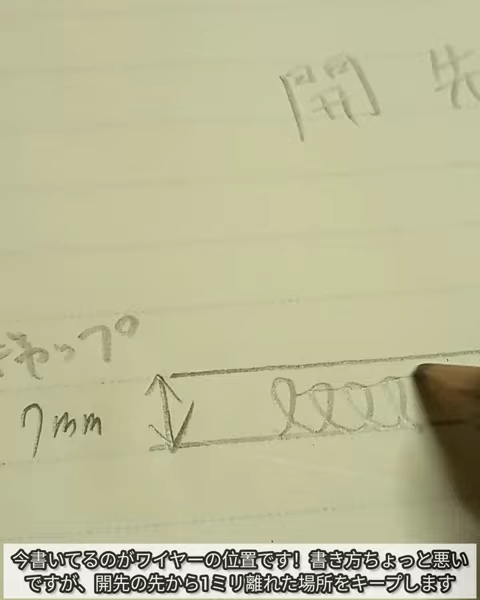 開先
ギャップ
7mm
今書いてるのがワイヤーの位置です！書き方ちょっと悪い
ですが、開先の先から1ミリ離れた場所をキープします